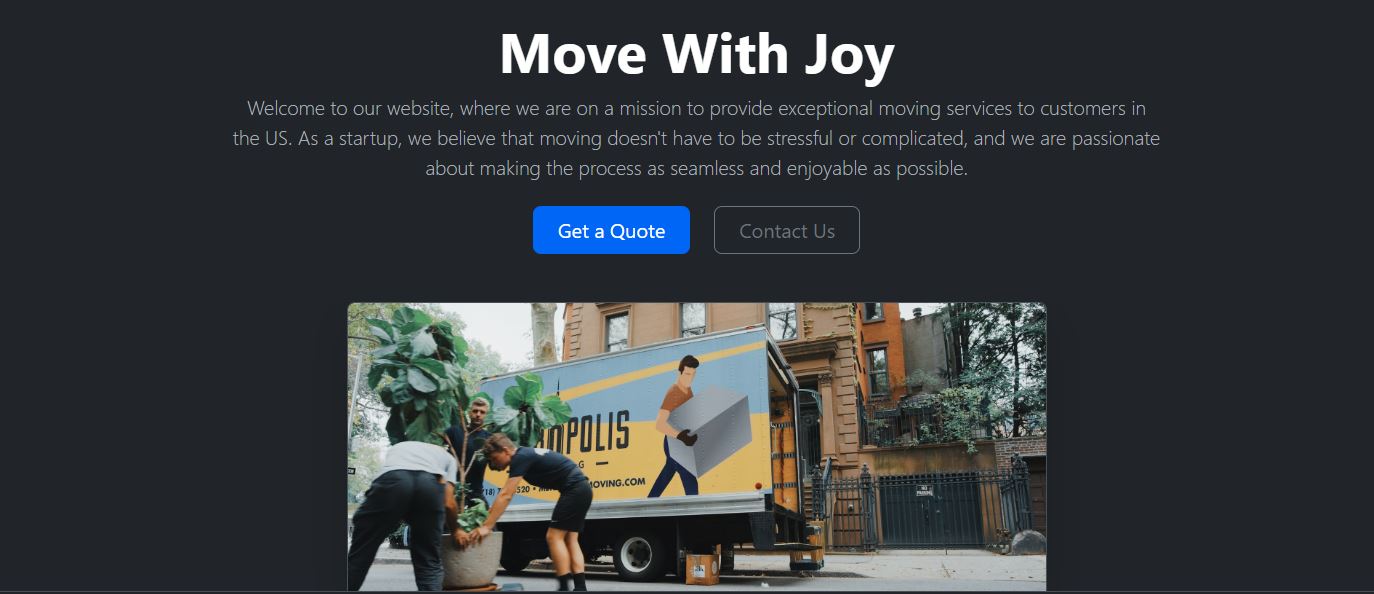 Move With Joy
Welcome to our website, where we are on a mission to provide exceptional moving services to customers in
the US. As a startup, we believe that moving doesn't have to be stressful or complicated, and we are passionate
about making the process as seamless and enjoyable as possible.
Get a Quote
Contact Us
POLIS
G
MOVING.COM
NO
PARKING